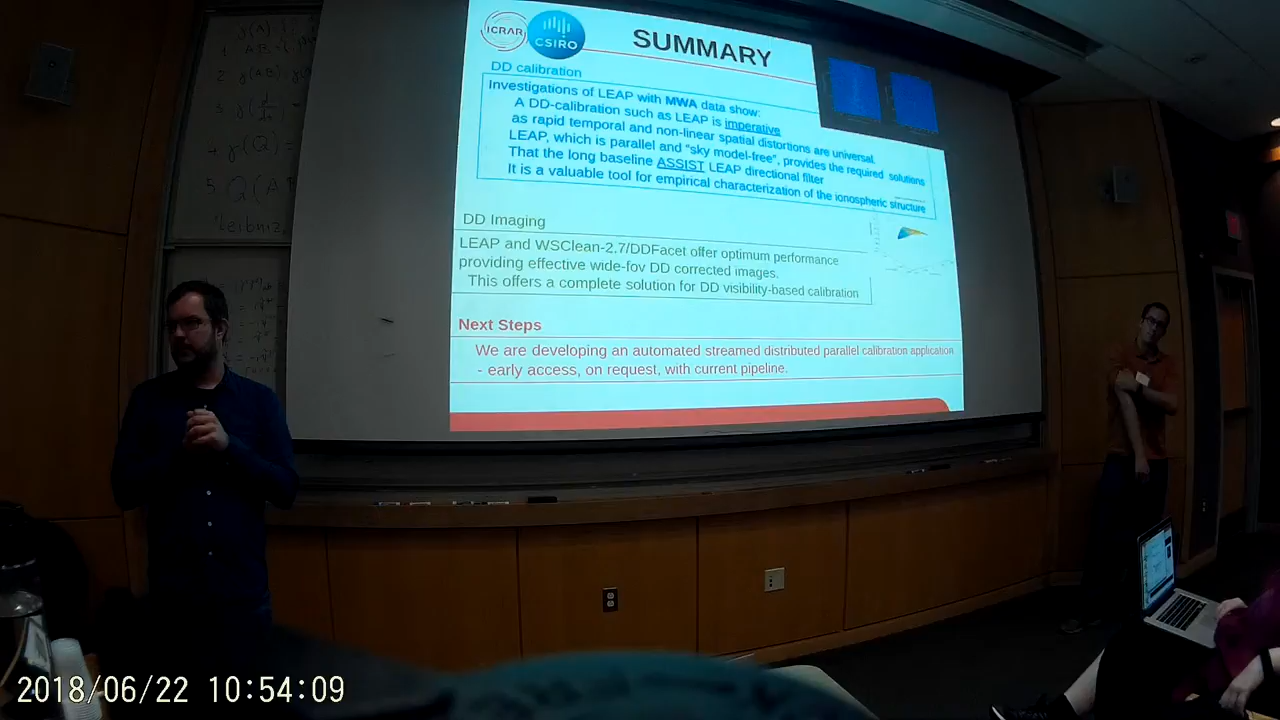 ICRAR
CSIRO
SUMMARY
DD calibration
Investigations of LEAP with MWA data show:
A DD-calibration such as LEAP is imperative
as rapid temporal and non-linear spatial distortions are universal.
LEAP, which is parallel and "sky model-free", provides the required solutions
That the long baseline ASSIST LEAP directional filter
It is a valuable tool for empirical characterization of the ionospheric structure
DD Imaging
LEAP and WSClean-2.7/DDFacet offer optimum performance
providing effective wide-fov DD corrected images.
This offers a complete solution for DD visibility-based calibration
Next Steps
We are developing an automated streamed distributed parallel calibration application
- early access, on request, with current pipeline.
2018/06/22 10:54:09